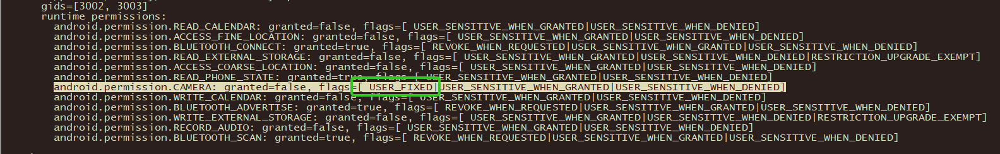 gids=[3002, 3003]
runtime permissions:
android.permission.READ_CALENDAR: granted=false, flags=[ USER_SENSITIVE_WHEN_GRANTED|USER_SENSITIVE_WHEN_DENIED]
android.permission.ACCESS_FINE_LOCATION: granted=false, flags=[ USER_SENSITIVE_WHEN_GRANTED|USER_SENSITIVE_WHEN_DENIED]
android.permission.BLUETOOTH_CONNECT: granted=true, flags=[ REVOKE_WHEN_REQUESTED|USER_SENSITIVE_WHEN_GRANTED|USER_SENSITIVE_WHEN_DENIED]
android.permission.READ_EXTERNAL_STORAGE: granted=false, flags=[ USER_SENSITIVE_WHEN_GRANTED|USER_SENSITIVE_WHEN_DENIED|RESTRICTION_UPGRADE_EXEMPT]
android.permission.ACCESS_COARSE_LOCATION: granted=false, flags=[ USER_SENSITIVE_WHEN_GRANTED|USER_SENSITIVE_WHEN_DENIED]
android.permission.READ_PHONE_STATE: granted=true, flags=[ USER_SENSITIVE_WHEN_GRANTED|USER_SENSITIVE_WHEN_DENIED]
android.permission.CAMERA: granted=false, flags=[ USER_FIXED|USER_SENSITIVE_WHEN_GRANTED|USER_SENSITIVE_WHEN_DENIED]
android.permission.WRITE_CALENDAR: granted=false, flags=[ USER_SENSITIVE_WHEN_GRANTED|USER_SENSITIVE_WHEN_DENIED]
android.permission.BLUETOOTH_ADVERTISE: granted=true, flags=[ REVOKE_WHEN_REQUESTED|USER_SENSITIVE_WHEN_GRANTED|USER_SENSITIVE_WHEN_DENIED]
android.permission.WRITE_EXTERNAL_STORAGE: granted=false, flags=[ USER_SENSITIVE_WHEN_GRANTED|USER_SENSITIVE_WHEN_DENIED|RESTRICTION_UPGRADE_EXEMPT]
android.permission.RECORD_AUDIO: granted=false, flags=[ USER_SENSITIVE_WHEN_GRANTED|USER_SENSITIVE_WHEN_DENIED]
android.permission.BLUETOOTH_SCAN: granted=true, flags=[ REVOKE_WHEN_REQUESTED|USER_SENSITIVE_WHEN_GRANTED|USER_SENSITIVE_WHEN_DENIED]